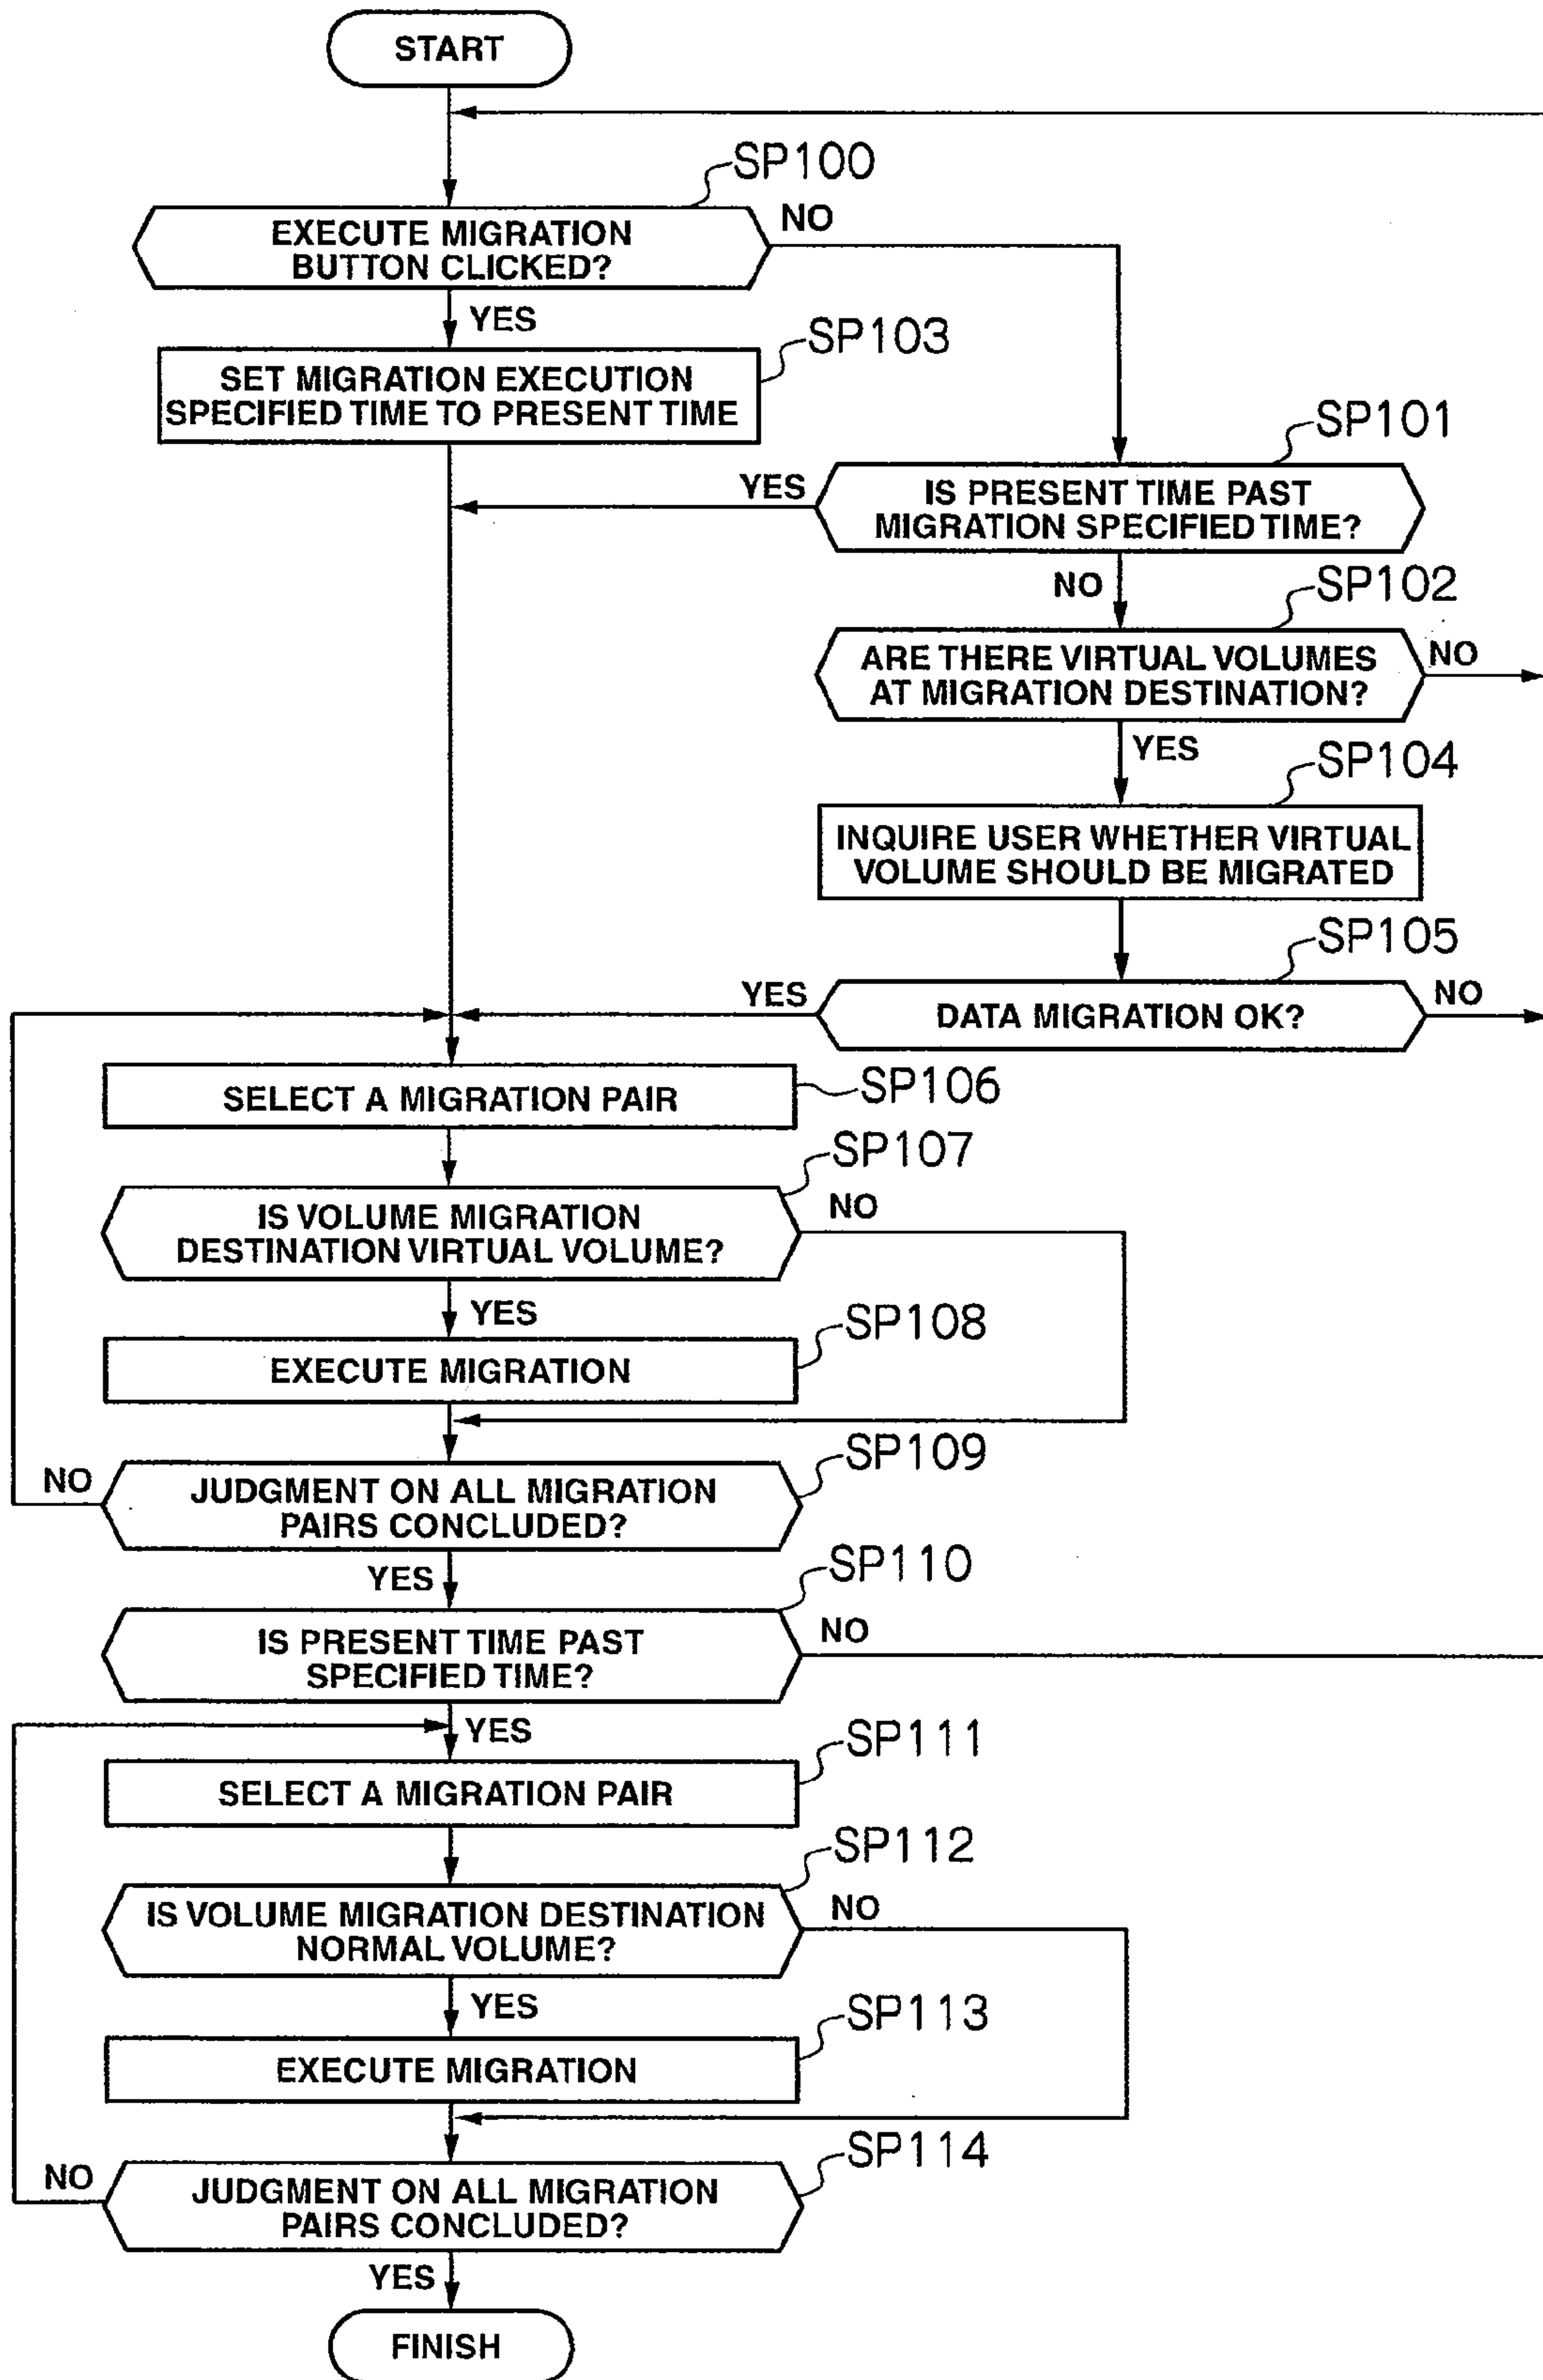 START
SP100
EXECUTE MIGRATION
BUTTON CLICKED?
NO
YES
SP103
SET MIGRATION EXECUTION
SPECIFIED TIME TO PRESENT TIME
SP101
IS PRESENT TIME PAST
MIGRATION SPECIFIED TIME?
YES
NO
SP102
ARE THERE VIRTUAL VOLUMES
AT MIGRATION DESTINATION?
NO
YES
SP104
INQUIRE USER WHETHER VIRTUAL
VOLUME SHOULD BE MIGRATED
SP105
DATA MIGRATION OK?
YES
NO
SP106
SELECT A MIGRATION PAIR
SP107
IS VOLUME MIGRATION
DESTINATION VIRTUAL VOLUME?
NO
YES
SP108
EXECUTE MIGRATION
SP109
JUDGMENT ON ALL MIGRATION
PAIRS CONCLUDED?
NO
YES
SP110
IS PRESENT TIME PAST
SPECIFIED TIME?
NO
YES
SP111
SELECT A MIGRATION PAIR
SP112
IS VOLUME MIGRATION DESTINATION
NORMAL VOLUME?
NO
YES
SP113
EXECUTE MIGRATION
SP114
JUDGMENT ON ALL MIGRATION
PAIRS CONCLUDED?
NO
YES
FINISH